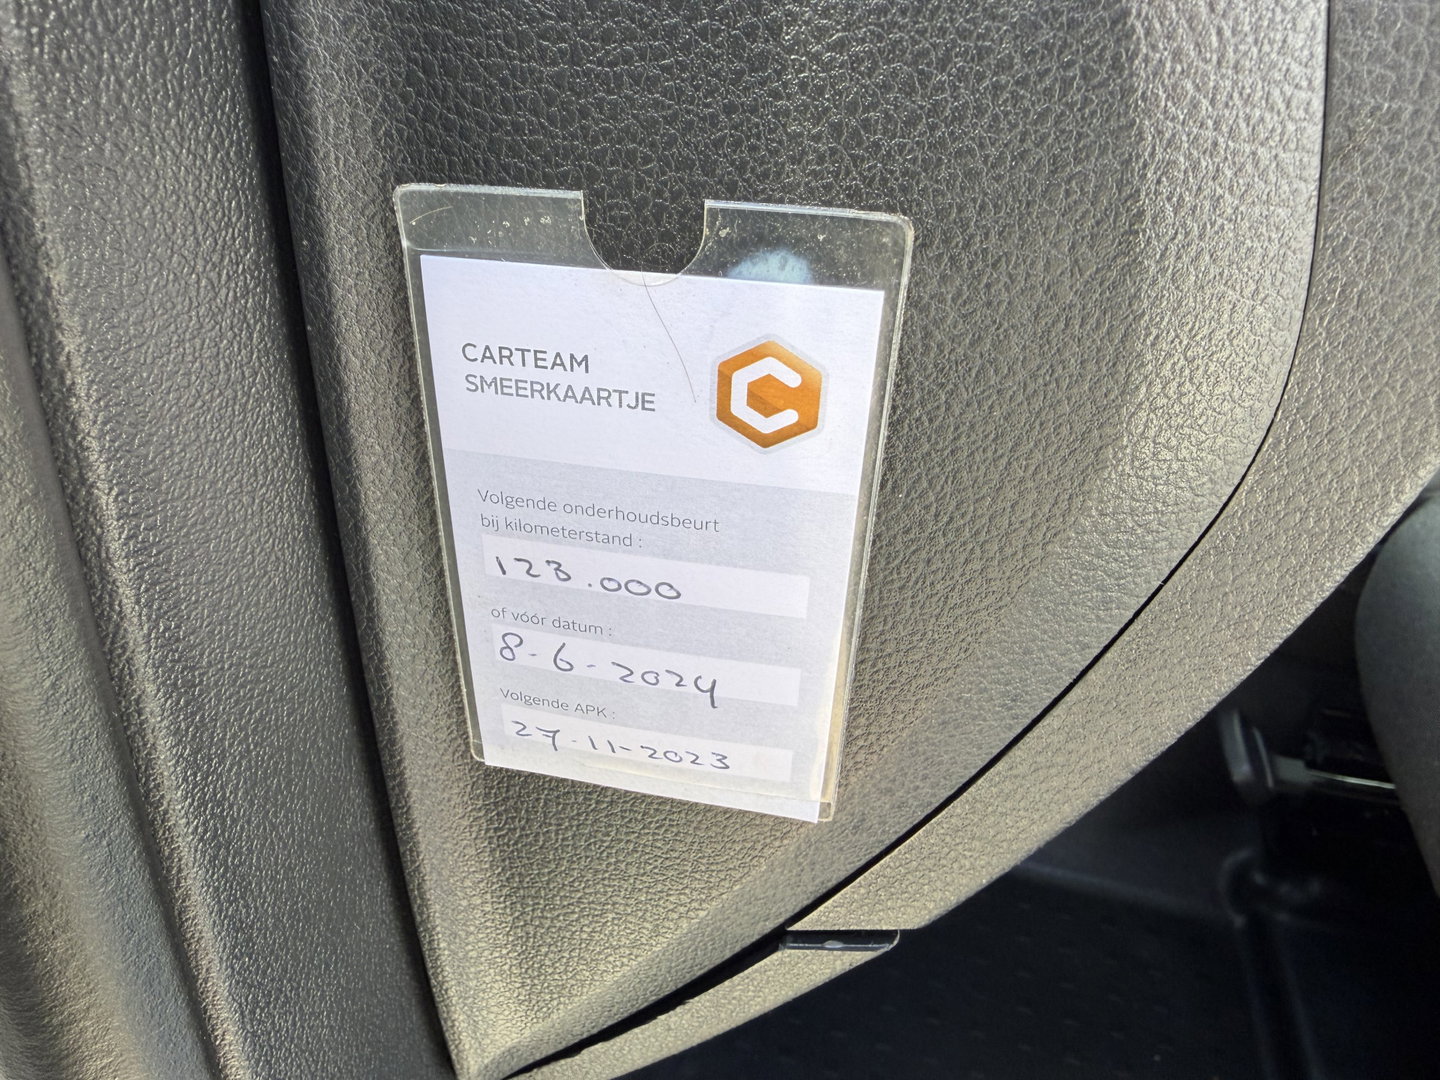 CARTEAM
SMEERKAARTJE
Volgende onderhoudsbeurt
bij kilometerstand :
123.000
of vóór datum :
8-6-2024
Volgende APK :
27-11-2023